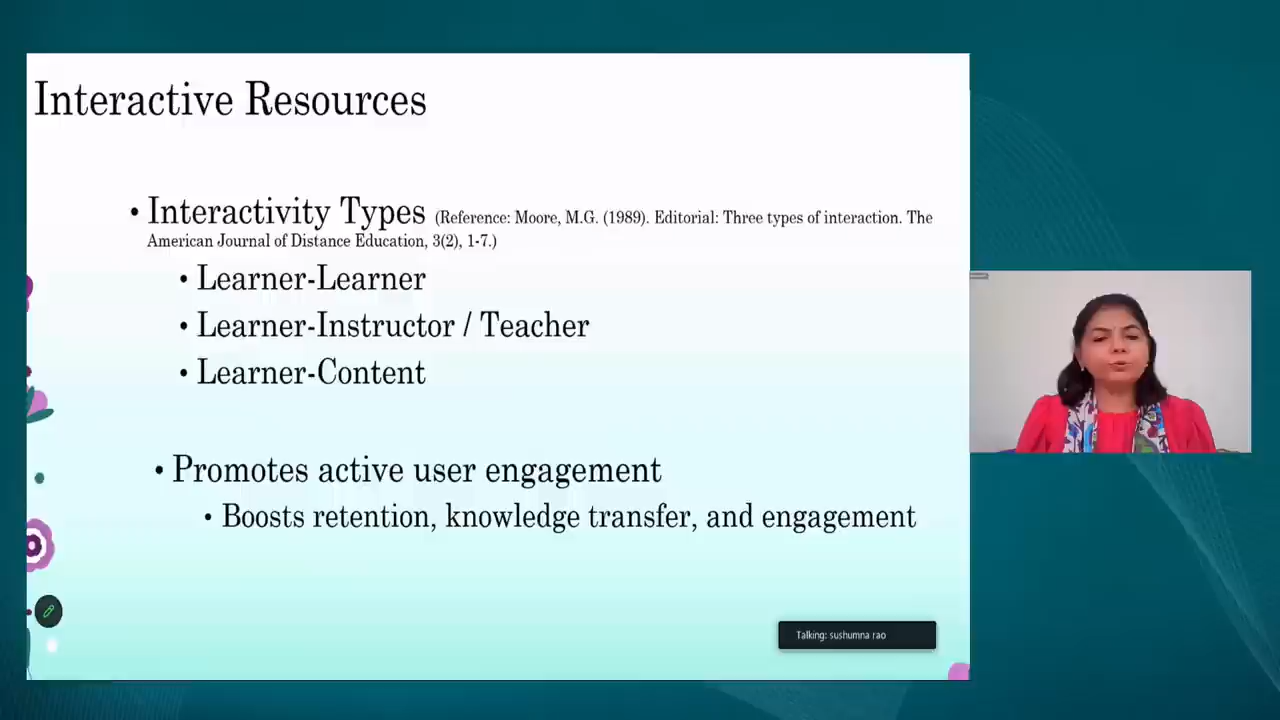 Interactive Resources
• Interactivity Types (Reference: Moore, M.G. (1989). Editorial: Three types of interaction. The
American Journal of Distance Education, 3(2), 1-7.)
• Learner-Learner
• Learner-Instructor / Teacher
• Learner-Content
• Promotes active user engagement
• Boosts retention, knowledge transfer, and engagement
Talking: sushumna rao